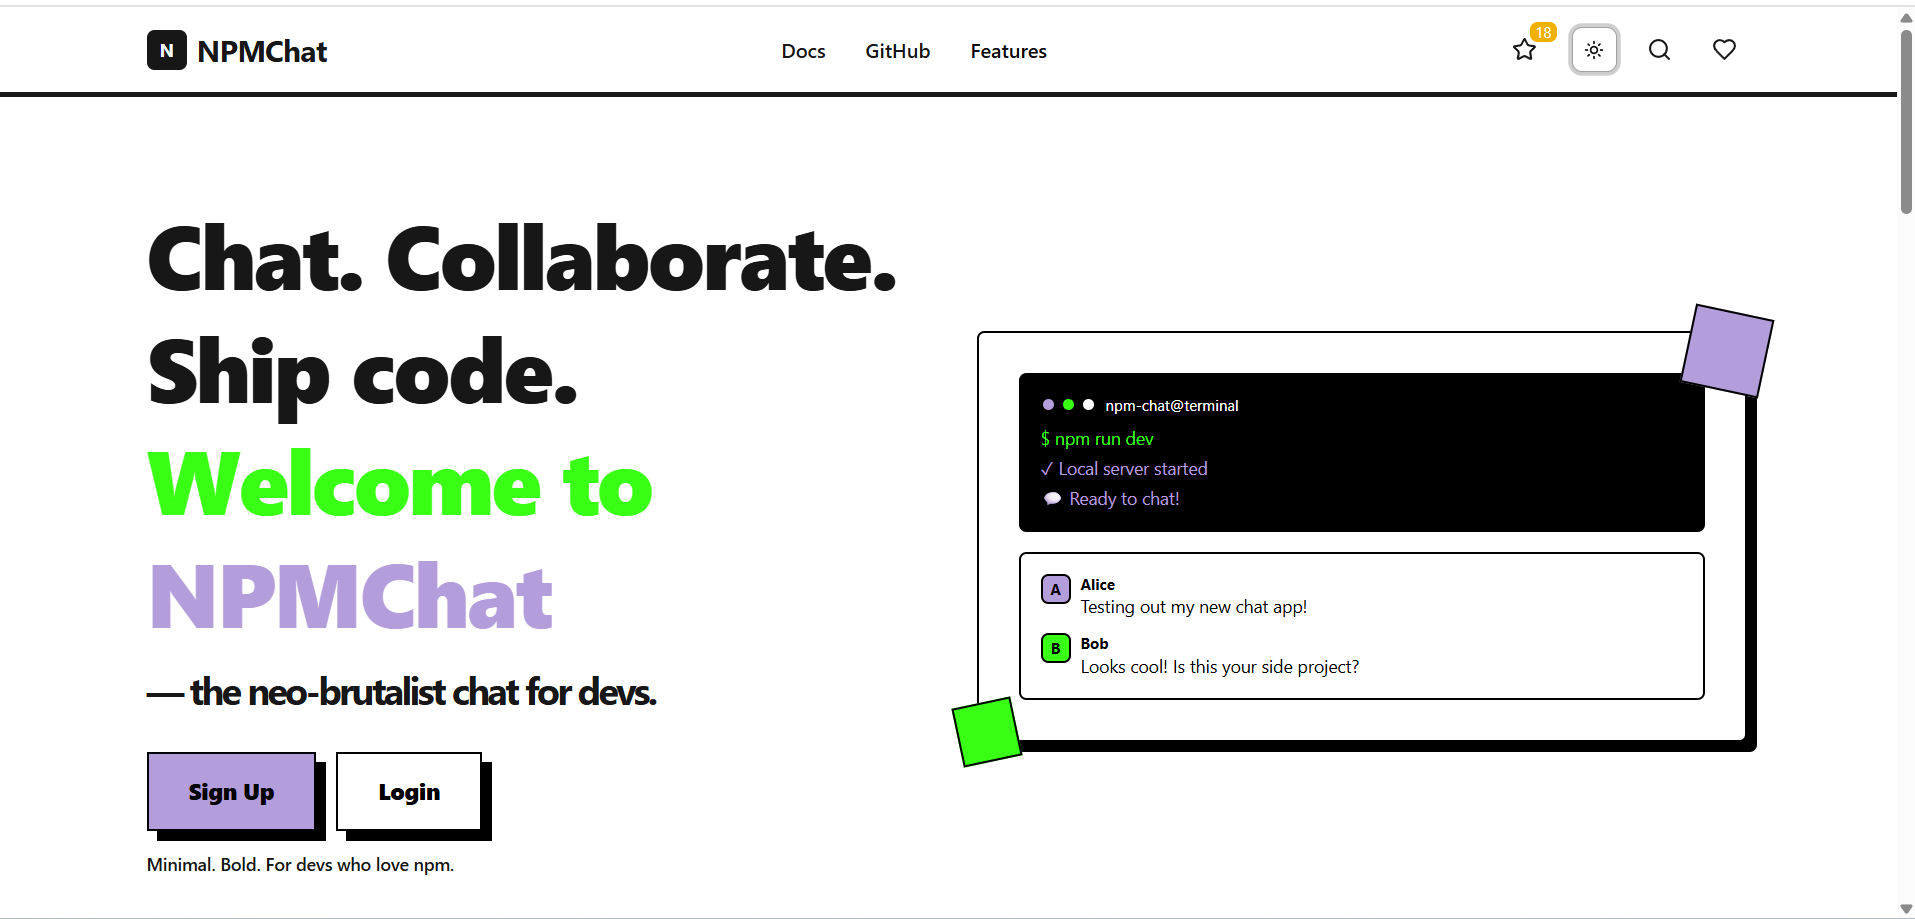 N NPMChat
Docs GitHub Features
18
Chat. Collaborate.
Ship code.
Welcome to
NPMChat
— the neo-brutalist chat for devs.
Sign Up
Login
Minimal. Bold. For devs who love npm.
npm-chat@terminal
$ npm run dev
✓ Local server started
💬 Ready to chat!
A Alice
Testing out my new chat app!
B Bob
Looks cool! Is this your side project?